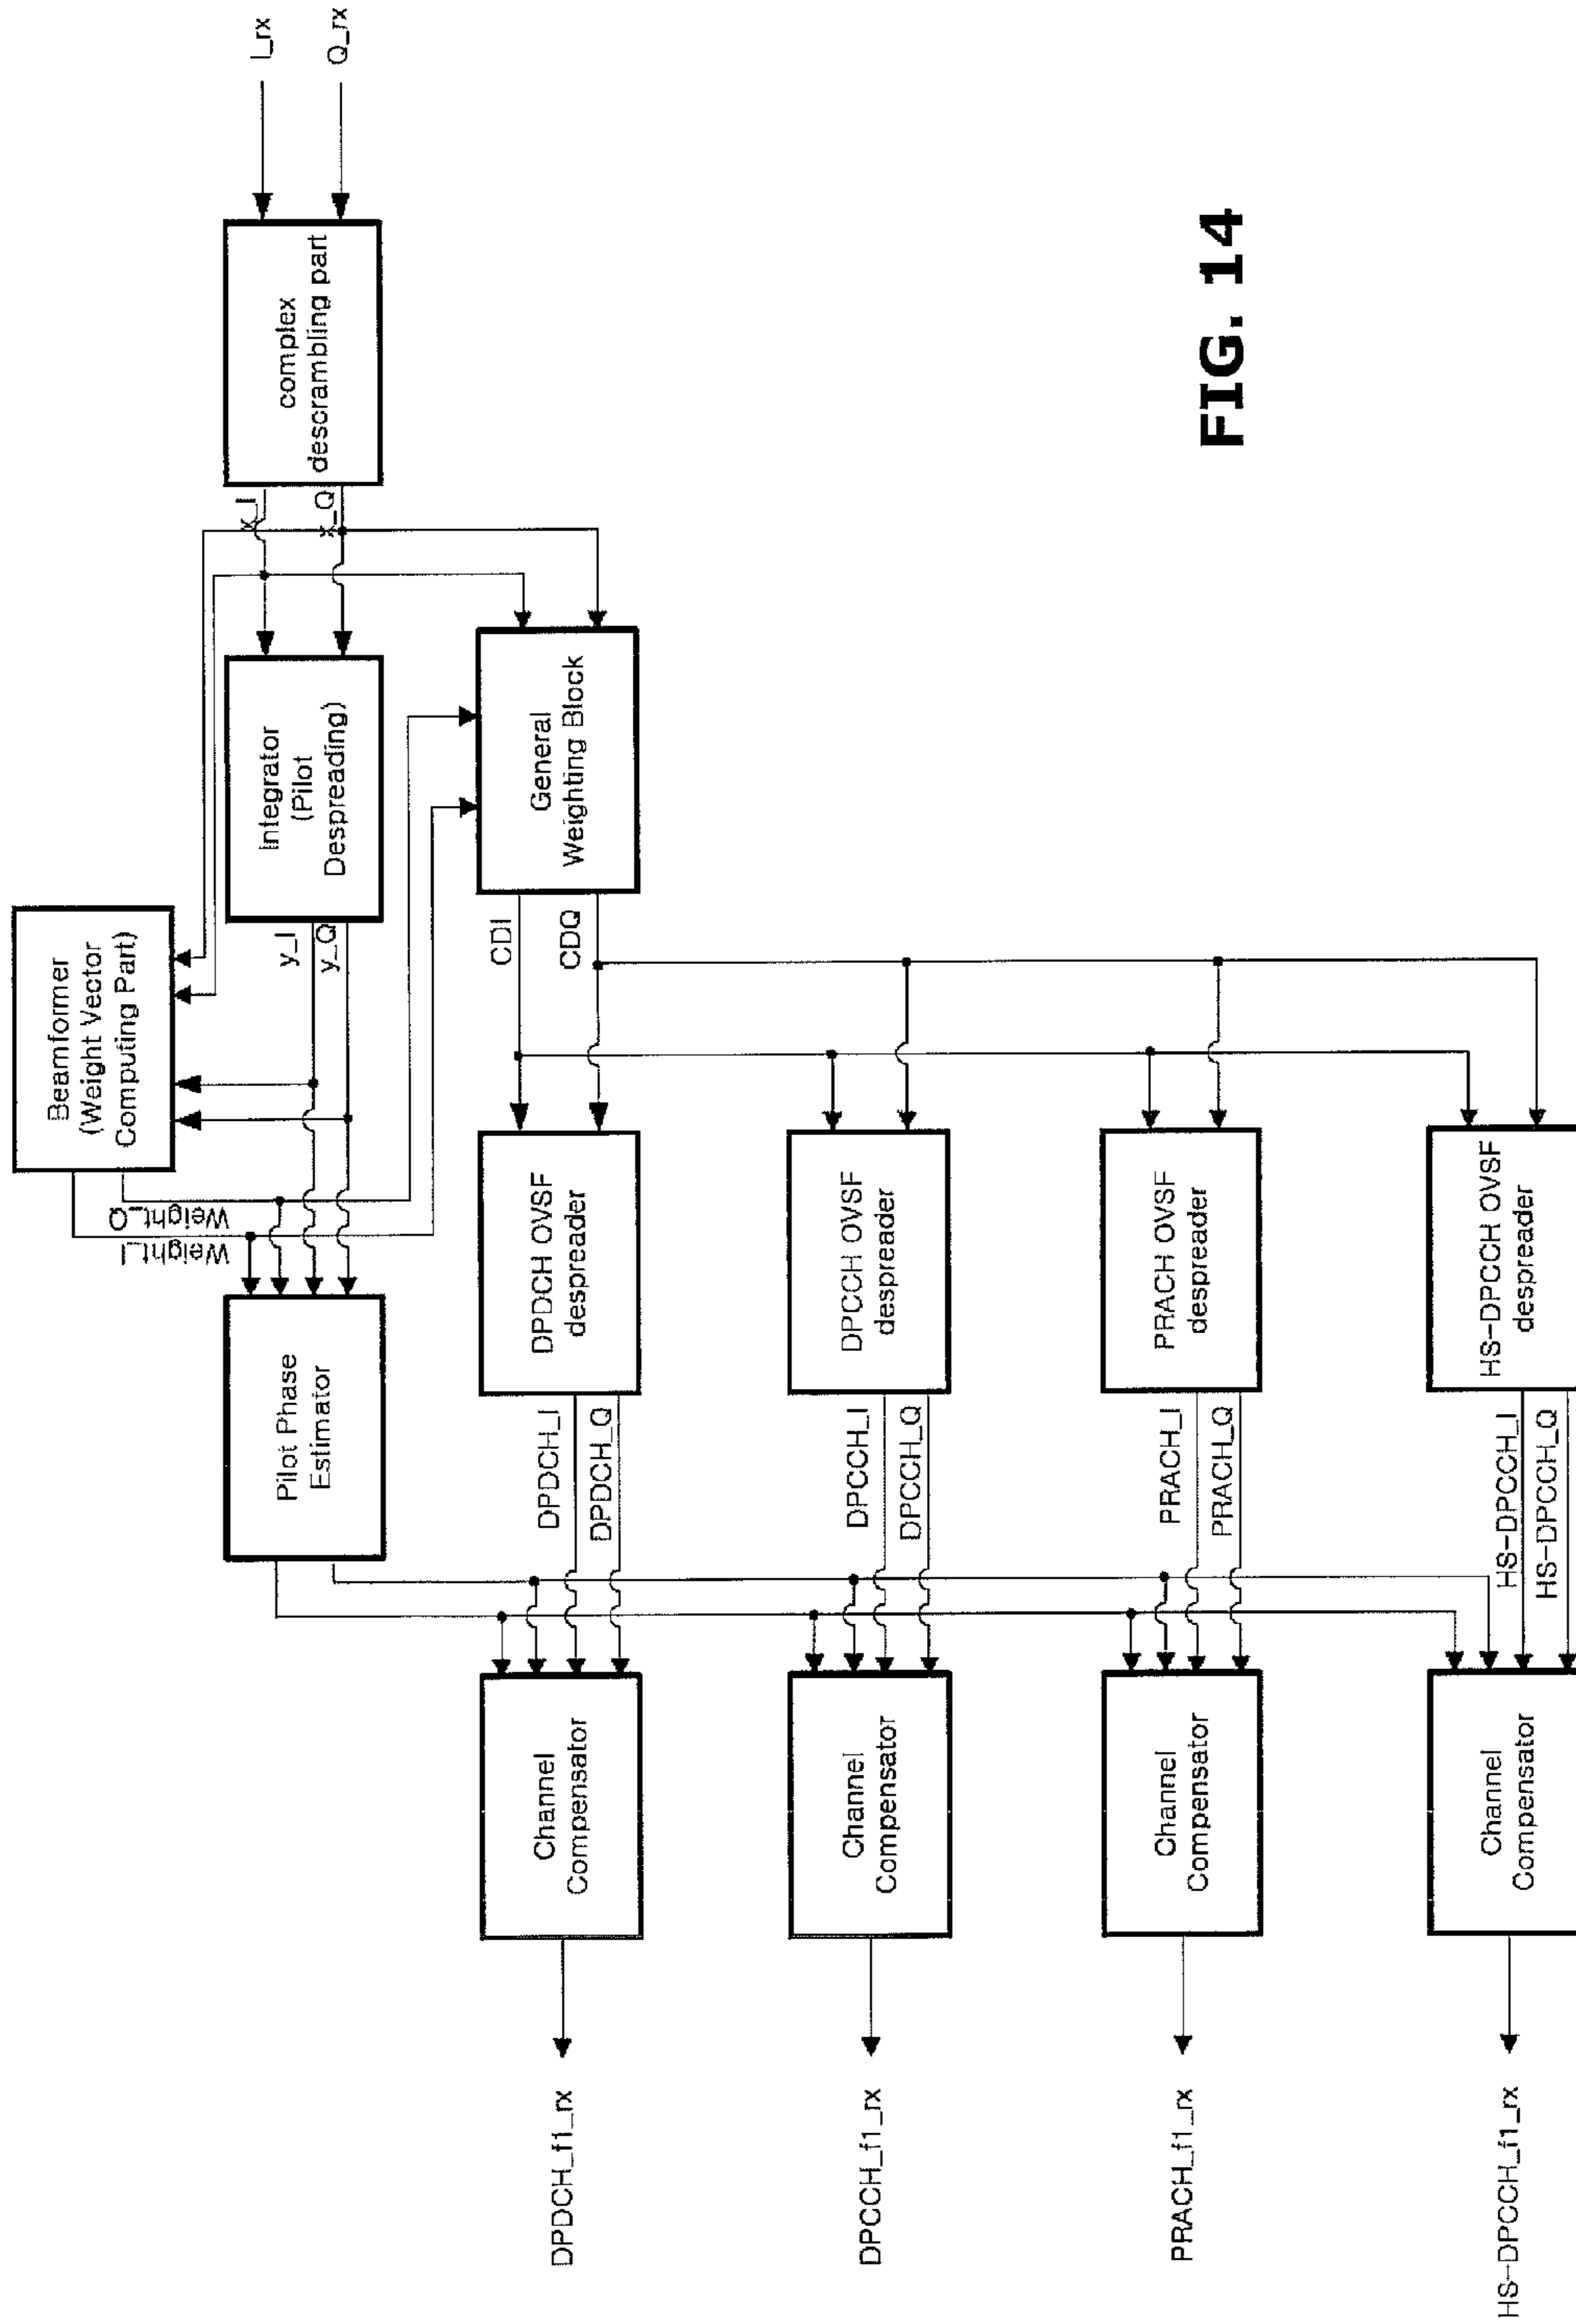 I_rx
Q_rx
complex
descrambling part
x_I
x_Q
Integrator
(Pilot
Despreading)
General
Weighting Block
Beamformer
(Weight Vector
Computing Part)
y_I
y_Q
CDI
CDQ
Weight_Q
Weight_I
Pilot Phase
Estimator
DPDCH OVSF
despreader
DPCCH OVSF
despreader
PRACH OVSF
despreader
HS-DPCCH OVSF
despreader
DPDCH_I
DPDCH_Q
DPCCH_I
DPCCH_Q
PRACH_I
PRACH_Q
HS-DPCCH_I
HS-DPCCH_Q
Channel
Compensator
Channel
Compensator
Channel
Compensator
Channel
Compensator
DPDCH_f1_rx
DPCCH_f1_rx
PRACH_f1_rx
HS-DPCCH_f1_rx
FIG. 14